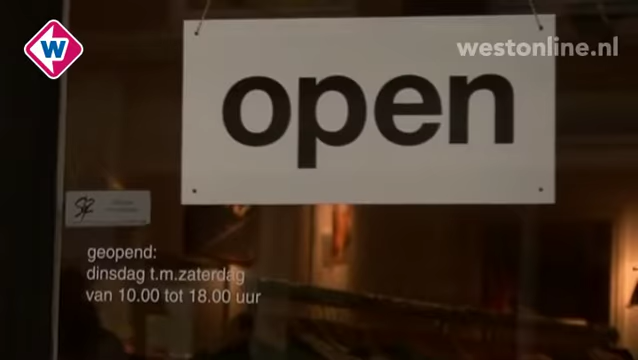 W
westonline.nl
open
geopend:
dinsdag t.m.zaterdag
van 10.00 tot 18.00 uur